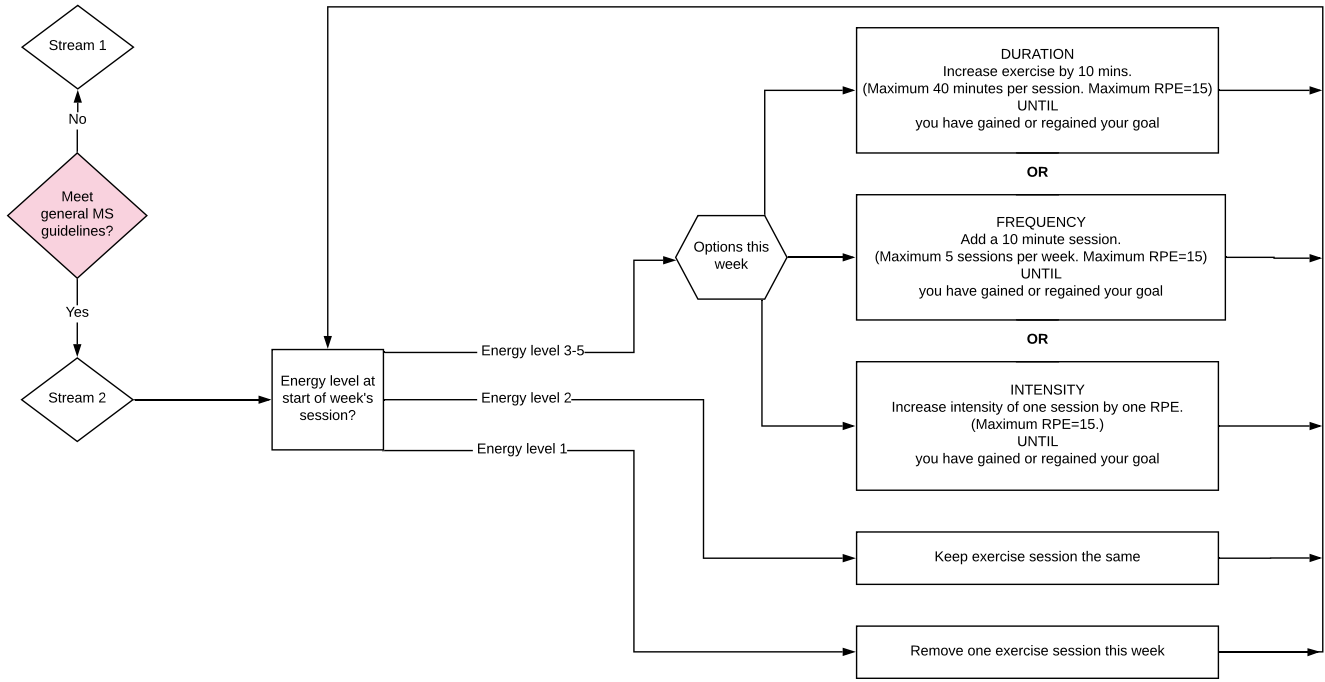 Stream 1
No
Meet
general MS
guidelines?
Yes
Stream 2
Energy level at
start of week's
session?
Energy level 3-5
Energy level 2
Energy level 1
Options this
week
DURATION
Increase exercise by 10 mins.
(Maximum 40 minutes per session. Maximum RPE=15)
UNTIL
you have gained or regained your goal
OR
FREQUENCY
Add a 10 minute session.
(Maximum 5 sessions per week. Maximum RPE=15)
UNTIL
you have gained or regained your goal
OR
INTENSITY
Increase intensity of one session by one RPE.
(Maximum RPE=15.)
UNTIL
you have gained or regained your goal
Keep exercise session the same
Remove one exercise session this week